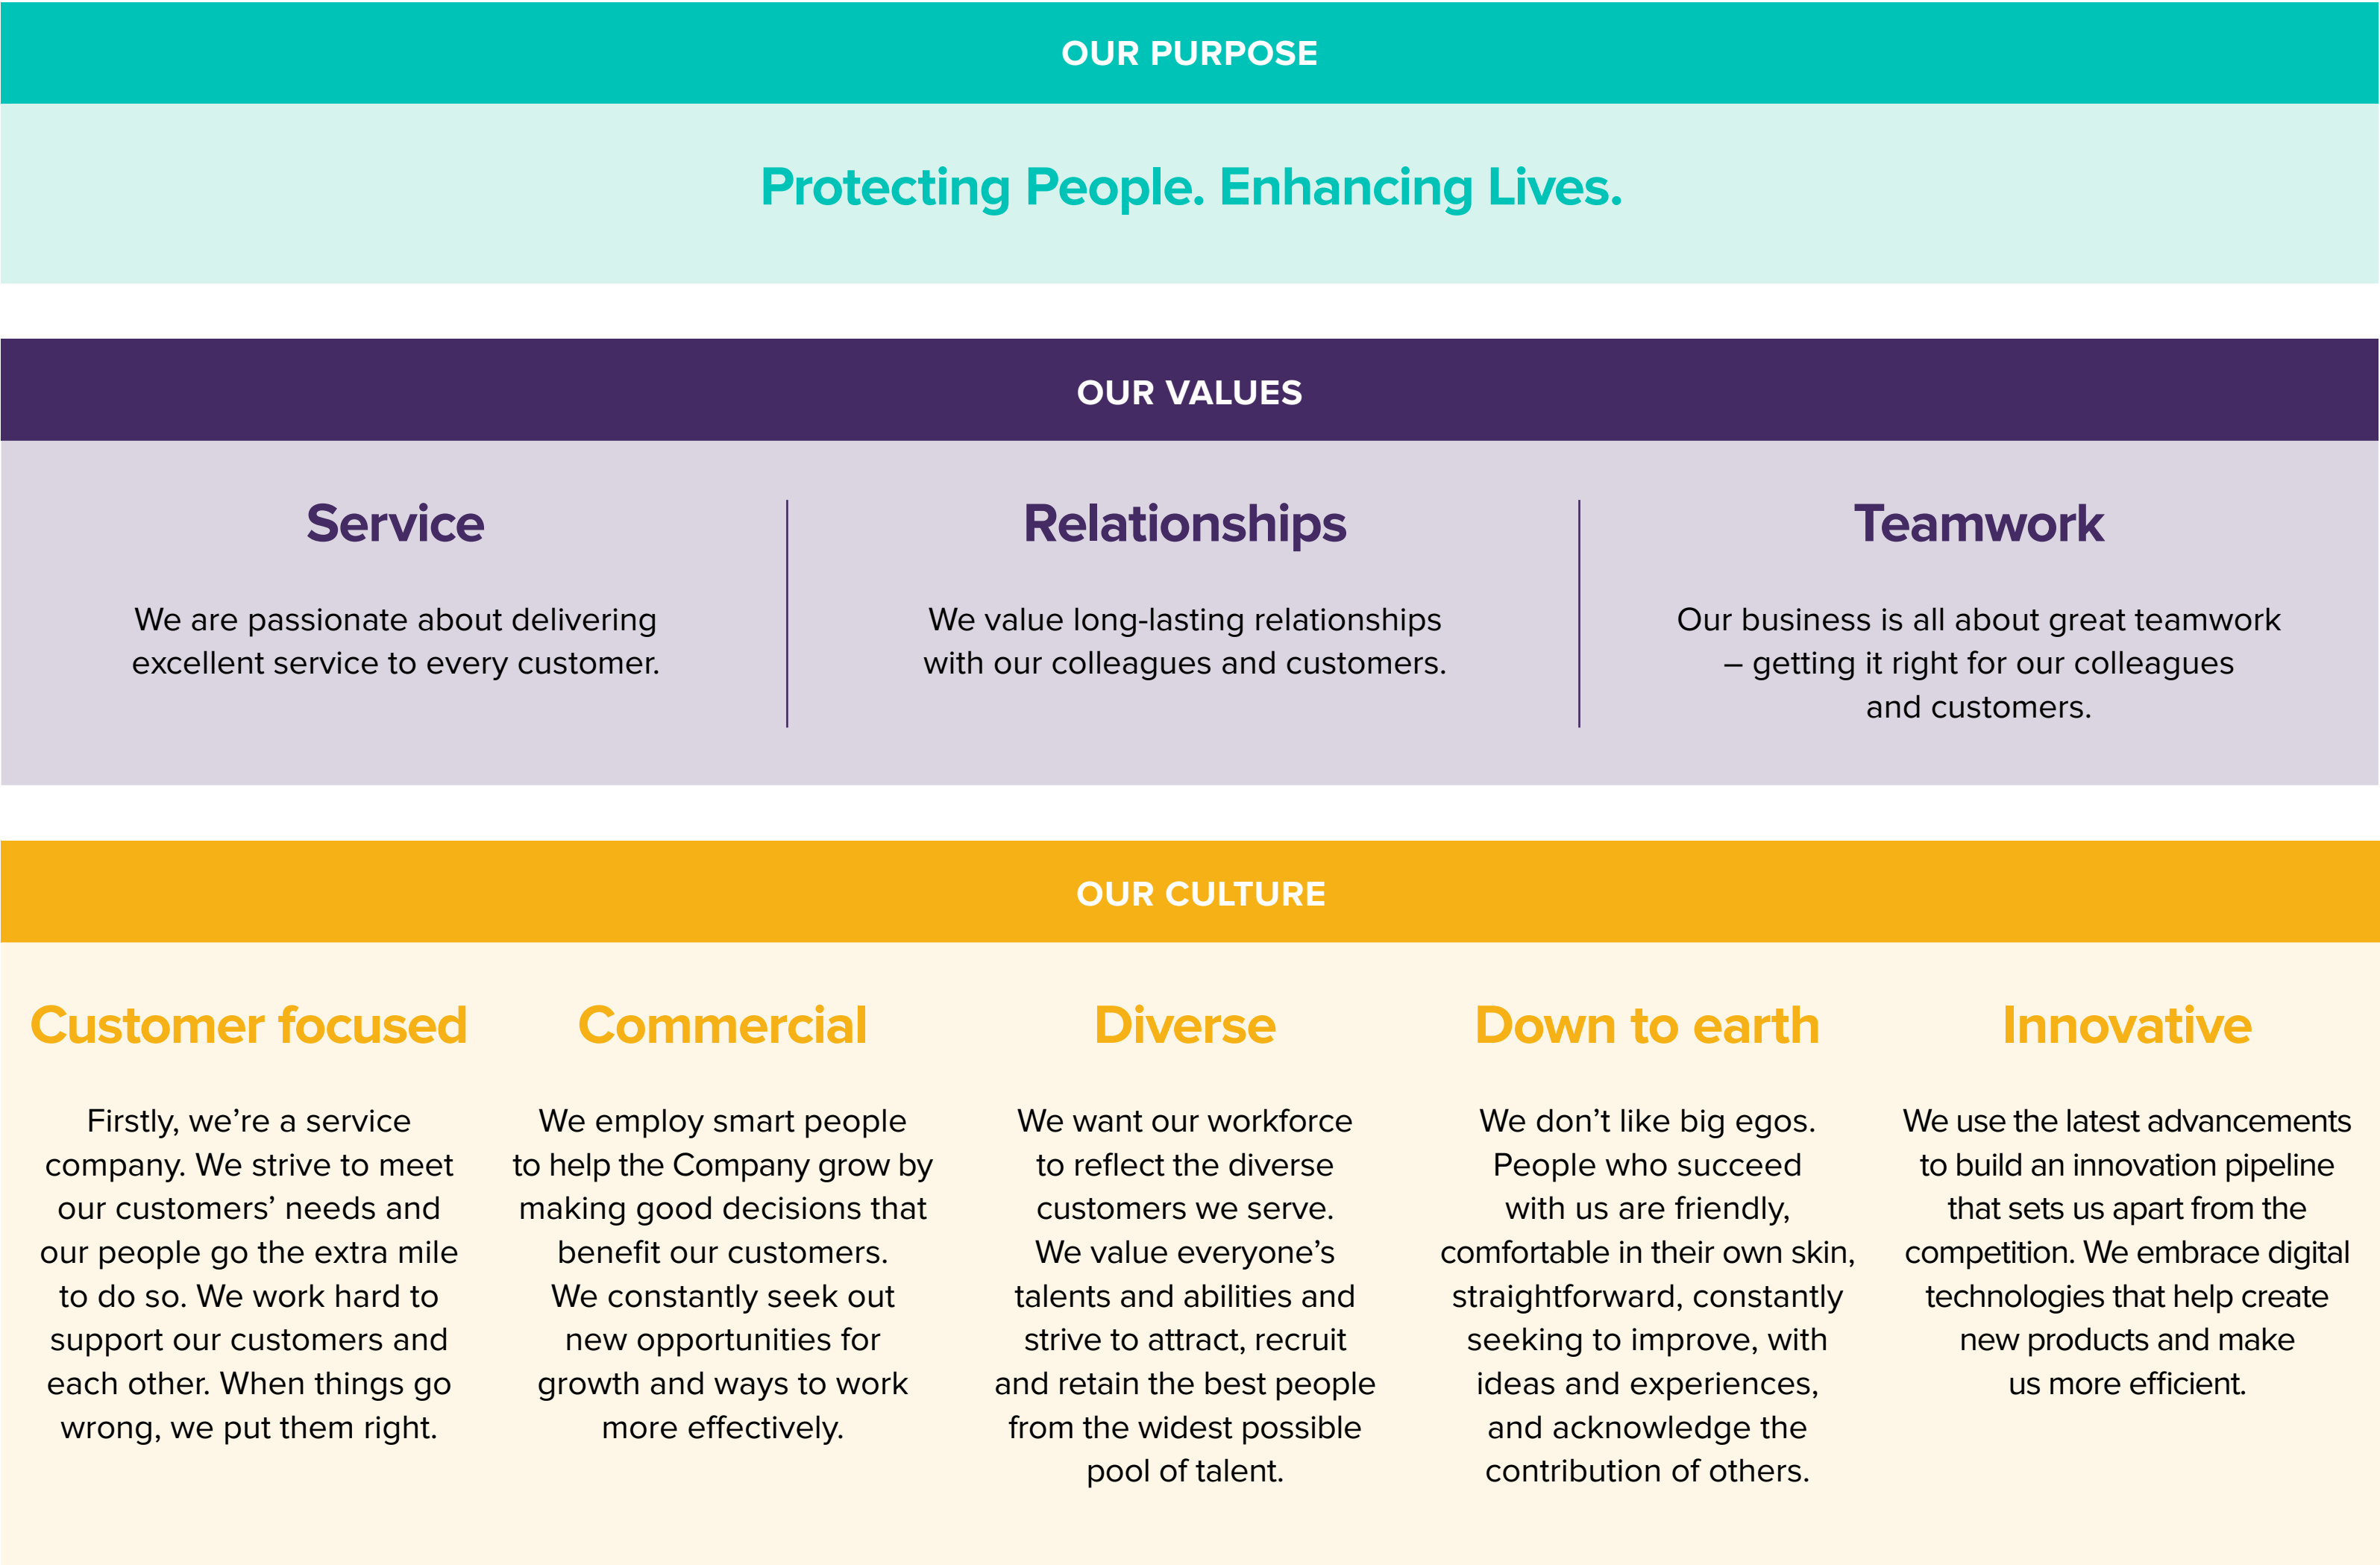 OUR PURPOSE
Protecting People. Enhancing Lives.
OUR VALUES
Service
We are passionate about delivering
excellent service to every customer.
Relationships
We value long-lasting relationships
with our colleagues and customers.
Teamwork
Our business is all about great teamwork
– getting it right for our colleagues
and customers.
OUR CULTURE
Customer focused
Firstly, we’re a service
company. We strive to meet
our customers’ needs and
our people go the extra mile
to do so. We work hard to
support our customers and
each other. When things go
wrong, we put them right.
Commercial
We employ smart people
to help the Company grow by
making good decisions that
benefit our customers.
We constantly seek out
new opportunities for
growth and ways to work
more effectively.
Diverse
We want our workforce
to reflect the diverse
customers we serve.
We value everyone’s
talents and abilities and
strive to attract, recruit
and retain the best people
from the widest possible
pool of talent.
Down to earth
We don’t like big egos.
People who succeed
with us are friendly,
comfortable in their own skin,
straightforward, constantly
seeking to improve, with
ideas and experiences,
and acknowledge the
contribution of others.
Innovative
We use the latest advancements
to build an innovation pipeline
that sets us apart from the
competition. We embrace digital
technologies that help create
new products and make
us more efficient.